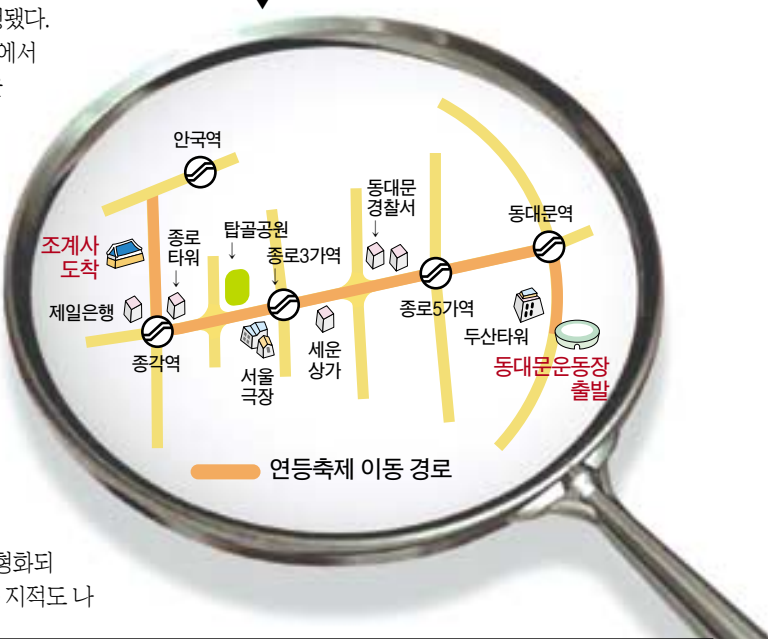 됐다.
에서
안국역
동대문
경찰서
동대문역
탑골공원
종로
타워
조계사
도착
종로3가역
제일은행
종로5가역
종각역
세운
상가
두산타워
서울
극장
동대문운동장
출발
연등축제 이동 경로
형화되
지적도 나